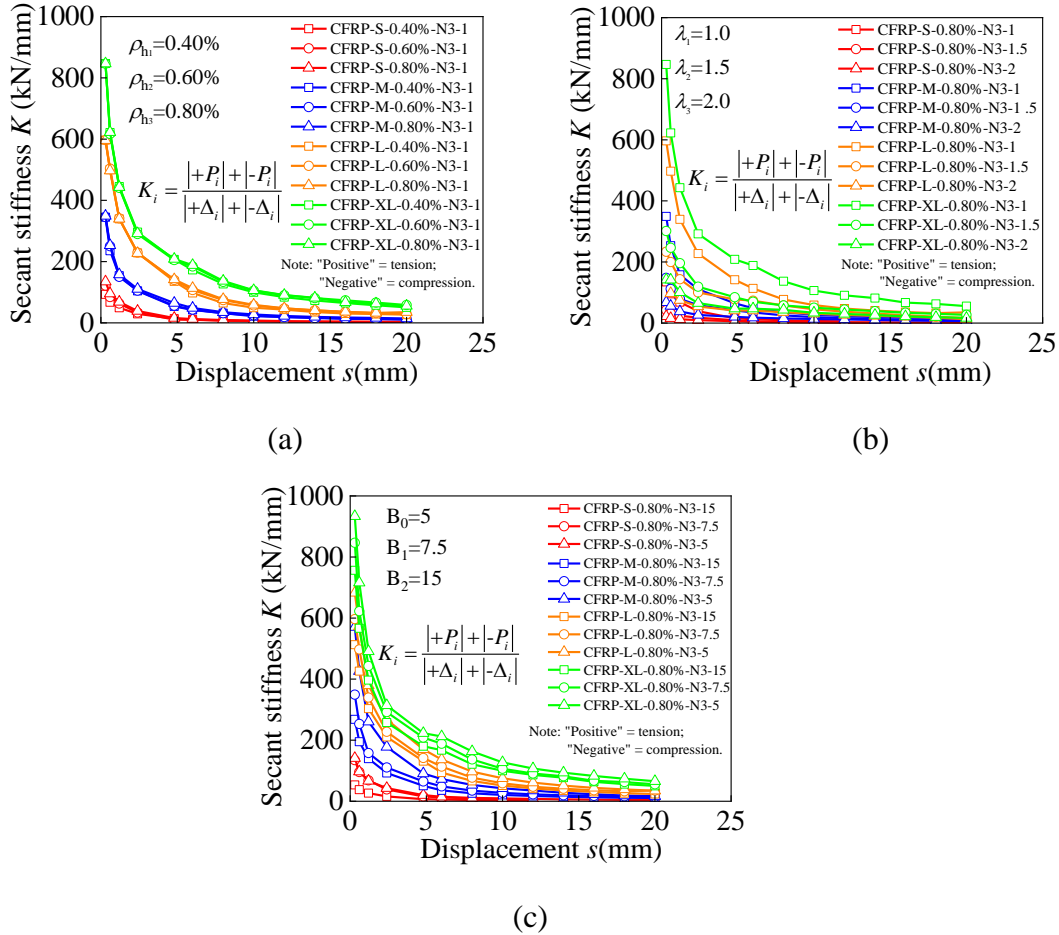 1000
800
600
400
200
0
Secant stiffness K (kN/mm)
ρh1=0.40%
ρh2=0.60%
ρh3=0.80%
Ki = |+Pi|+|-Pi| / |+Δi|+|-Δi|
CFRP-S-0.40%-N3-1
CFRP-S-0.60%-N3-1
CFRP-S-0.80%-N3-1
CFRP-M-0.40%-N3-1
CFRP-M-0.60%-N3-1
CFRP-M-0.80%-N3-1
CFRP-L-0.40%-N3-1
CFRP-L-0.60%-N3-1
CFRP-L-0.80%-N3-1
CFRP-XL-0.40%-N3-1
CFRP-XL-0.60%-N3-1
CFRP-XL-0.80%-N3-1
Note: "Positive" = tension;
"Negative" = compression.
0 5 10 15 20 25
Displacement s(mm)
(a)
1000
800
600
400
200
0
Secant stiffness K (kN/mm)
λ1=1.0
λ2=1.5
λ3=2.0
Ki = |+Pi|+|-Pi| / |+Δi|+|-Δi|
CFRP-S-0.80%-N3-1
CFRP-S-0.80%-N3-1.5
CFRP-S-0.80%-N3-2
CFRP-M-0.80%-N3-1
CFRP-M-0.80%-N3-1 .5
CFRP-M-0.80%-N3-2
CFRP-L-0.80%-N3-1
CFRP-L-0.80%-N3-1.5
CFRP-L-0.80%-N3-2
CFRP-XL-0.80%-N3-1
CFRP-XL-0.80%-N3-1.5
CFRP-XL-0.80%-N3-2
Note: "Positive" = tension;
"Negative" = compression.
0 5 10 15 20 25
Displacement s(mm)
(b)
1000
800
600
400
200
0
Secant stiffness K (kN/mm)
B0=5
B1=7.5
B2=15
Ki = |+Pi|+|-Pi| / |+Δi|+|-Δi|
CFRP-S-0.80%-N3-15
CFRP-S-0.80%-N3-7.5
CFRP-S-0.80%-N3-5
CFRP-M-0.80%-N3-15
CFRP-M-0.80%-N3-7.5
CFRP-M-0.80%-N3-5
CFRP-L-0.80%-N3-15
CFRP-L-0.80%-N3-7.5
CFRP-L-0.80%-N3-5
CFRP-XL-0.80%-N3-15
CFRP-XL-0.80%-N3-7.5
CFRP-XL-0.80%-N3-5
Note: "Positive" = tension;
"Negative" = compression.
0 5 10 15 20 25
Displacement s(mm)
(c)